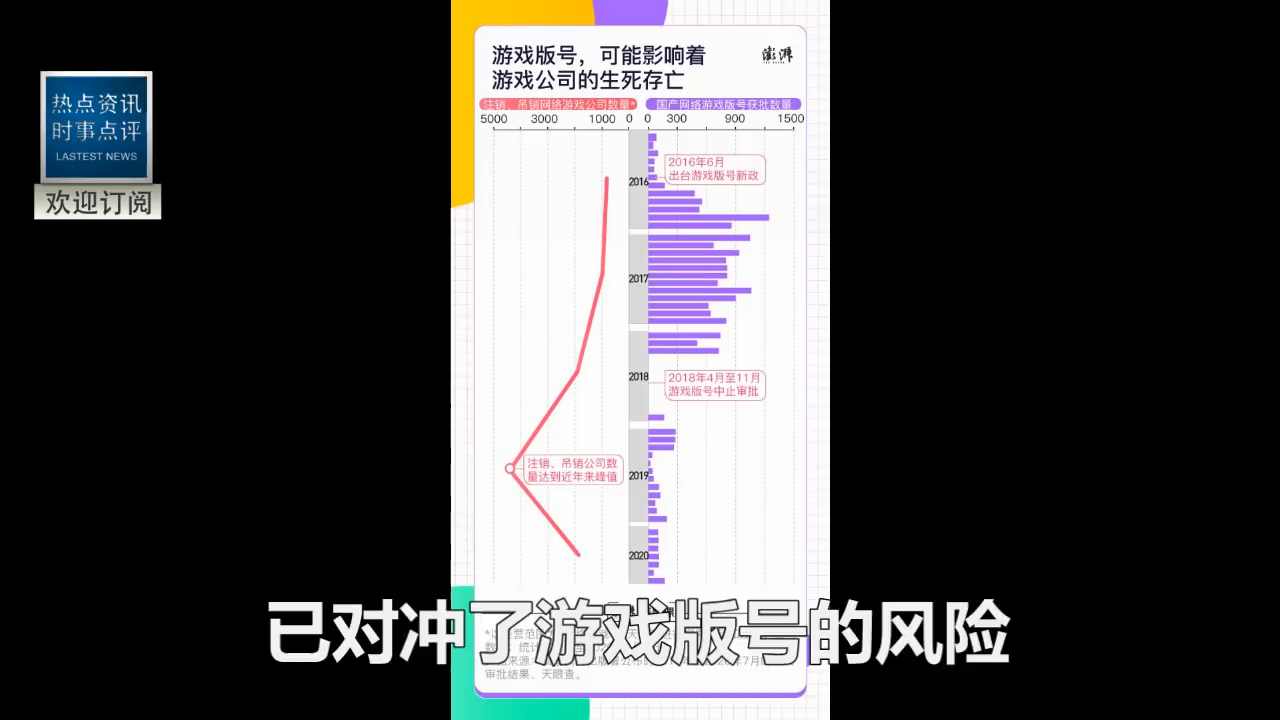 热点资讯
时事点评
LASTEST NEWS
欢迎订阅
游戏版号，可能影响着
游戏公司的生死存亡
澎湃
注销、吊销网络游戏公司数量*
国产网络游戏版号获批数量
5000 3000 1000 0 0 300 900 1500
2016
2016年6月
出台游戏版号新政
2017
2018
2018年4月至11月
游戏版号中止审批
注销、吊销公司数
量达到近年来峰值
2019
2020
已对冲了游戏版号的风险
审批结果、天眼查。